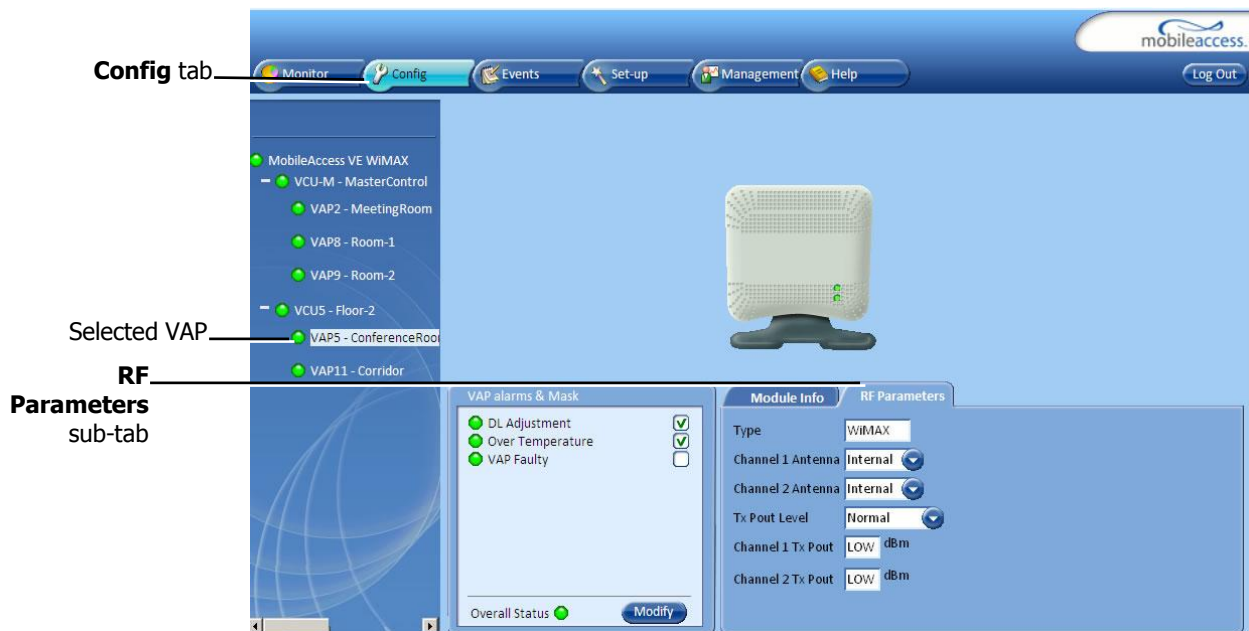 mobileaccess.
Config tab
Monitor
Config
Events
Set-up
Management
Help
Log Out
MobileAccess VE WiMAX
VCU-M - MasterControl
VAP2 - MeetingRoom
VAP8 - Room-1
VAP9 - Room-2
VCU5 - Floor-2
Selected VAP
VAP5 - ConferenceRoo
VAP11 - Corridor
RF
Parameters
sub-tab
VAP alarms & Mask
DL Adjustment
Over Temperature
VAP Faulty
Overall Status
Modify
Module Info
RF Parameters
Type WiMAX
Channel 1 Antenna Internal
Channel 2 Antenna Internal
Tx Pout Level Normal
Channel 1 Tx Pout LOW dBm
Channel 2 Tx Pout LOW dBm